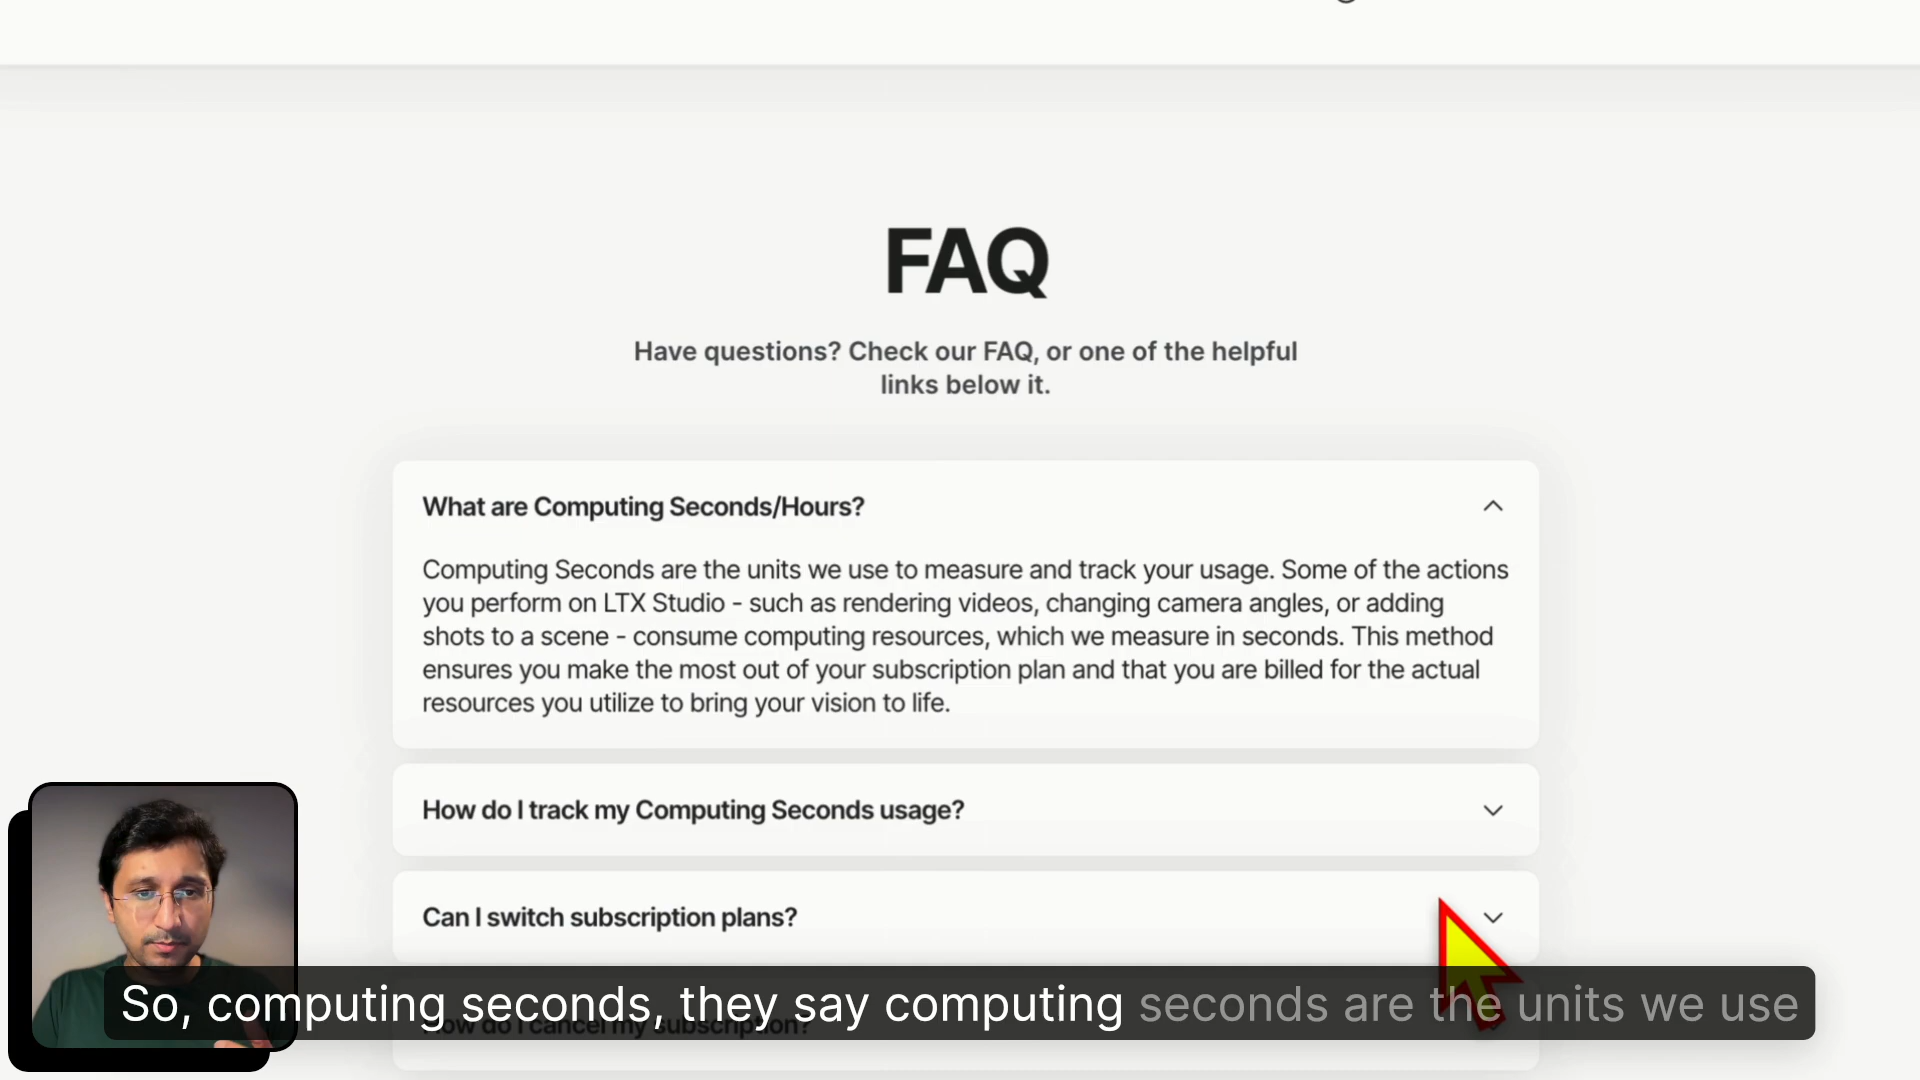 FAQ
Have questions? Check our FAQ, or one of the helpful
links below it.
What are Computing Seconds/Hours?
Computing Seconds are the units we use to measure and track your usage. Some of the actions
you perform on LTX Studio - such as rendering videos, changing camera angles, or adding
shots to a scene - consume computing resources, which we measure in seconds. This method
ensures you make the most out of your subscription plan and that you are billed for the actual
resources you utilize to bring your vision to life.
How do I track my Computing Seconds usage?
Can I switch subscription plans?
How do I cancel my subscription?
So, computing seconds, they say computing seconds are the units we use